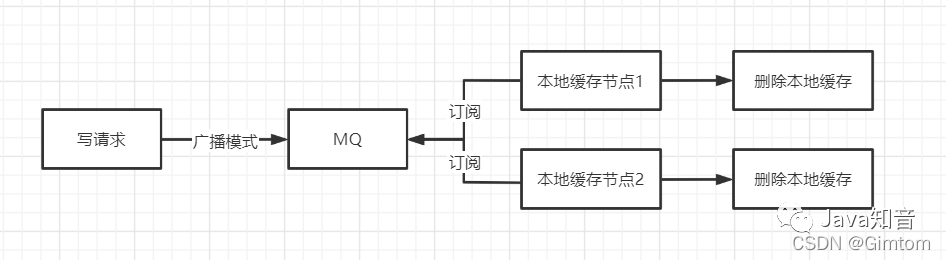 写请求
广播模式
MQ
订阅
订阅
本地缓存节点1
删除本地缓存
本地缓存节点2
删除本地缓存
Java知音
CSDN @Gimtom